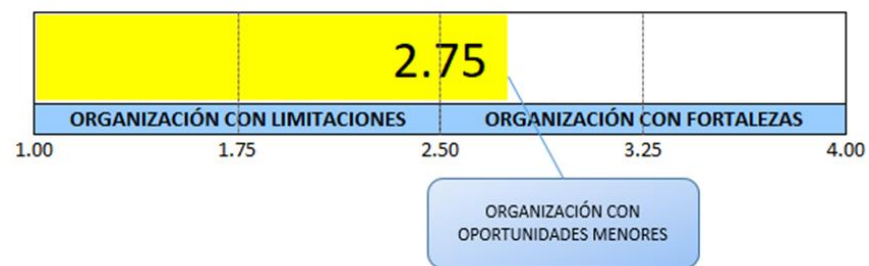 2.75
ORGANIZACIÓN CON LIMITACIONES ORGANIZACIÓN CON FORTALEZAS
1.00 1.75 2.50 3.25 4.00
ORGANIZACIÓN CON
OPORTUNIDADES MENORES